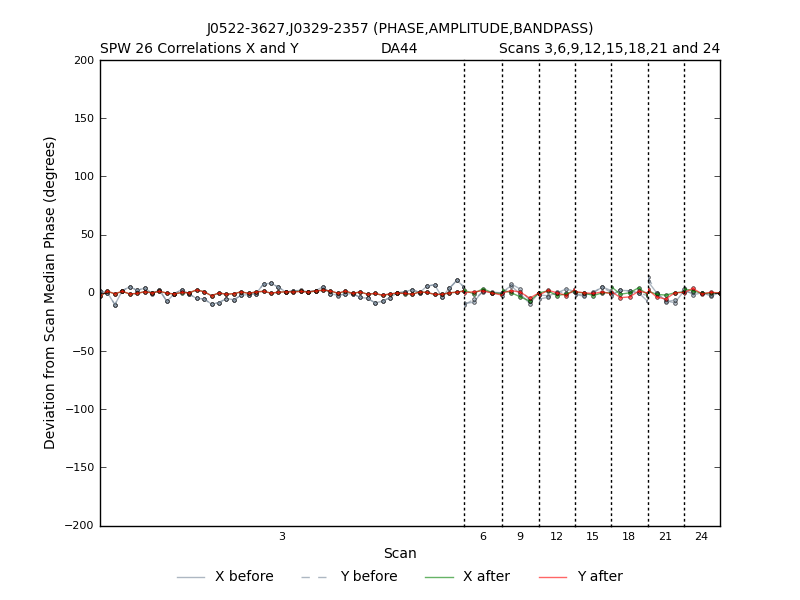 J0522-3627,J0329-2357 (PHASE,AMPLITUDE,BANDPASS)
SPW 26 Correlations X and Y DA44 Scans 3,6,9,12,15,18,21 and 24
200
150
100
50
0
−50
−100
−150
−200
Deviation from Scan Median Phase (degrees)
3 6 9 12 15 18 21 24
Scan
X before Y before X after Y after